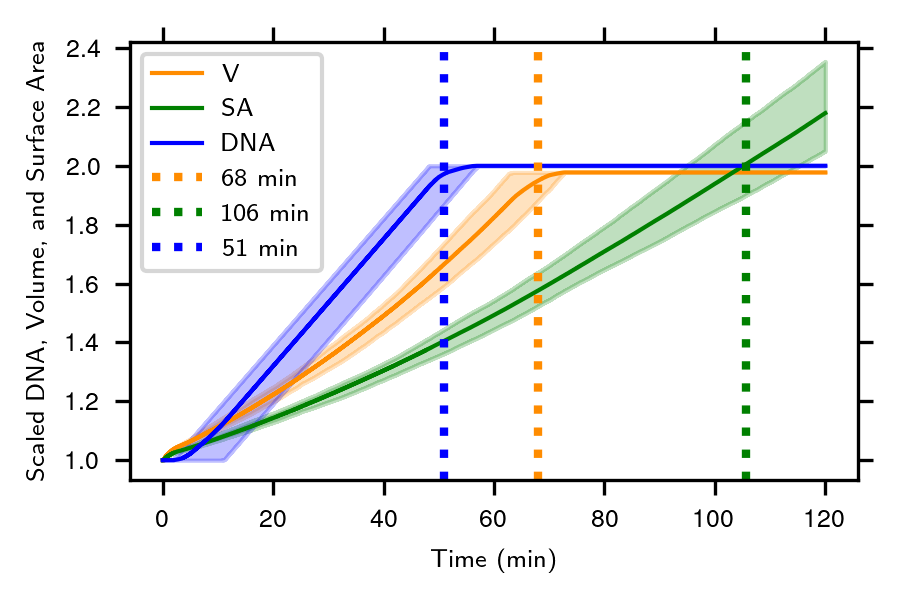 Scaled DNA, Volume, and Surface Area
2.4
2.2
2.0
1.8
1.6
1.4
1.2
1.0
V
SA
DNA
68 min
106 min
51 min
0 20 40 60 80 100 120
Time (min)